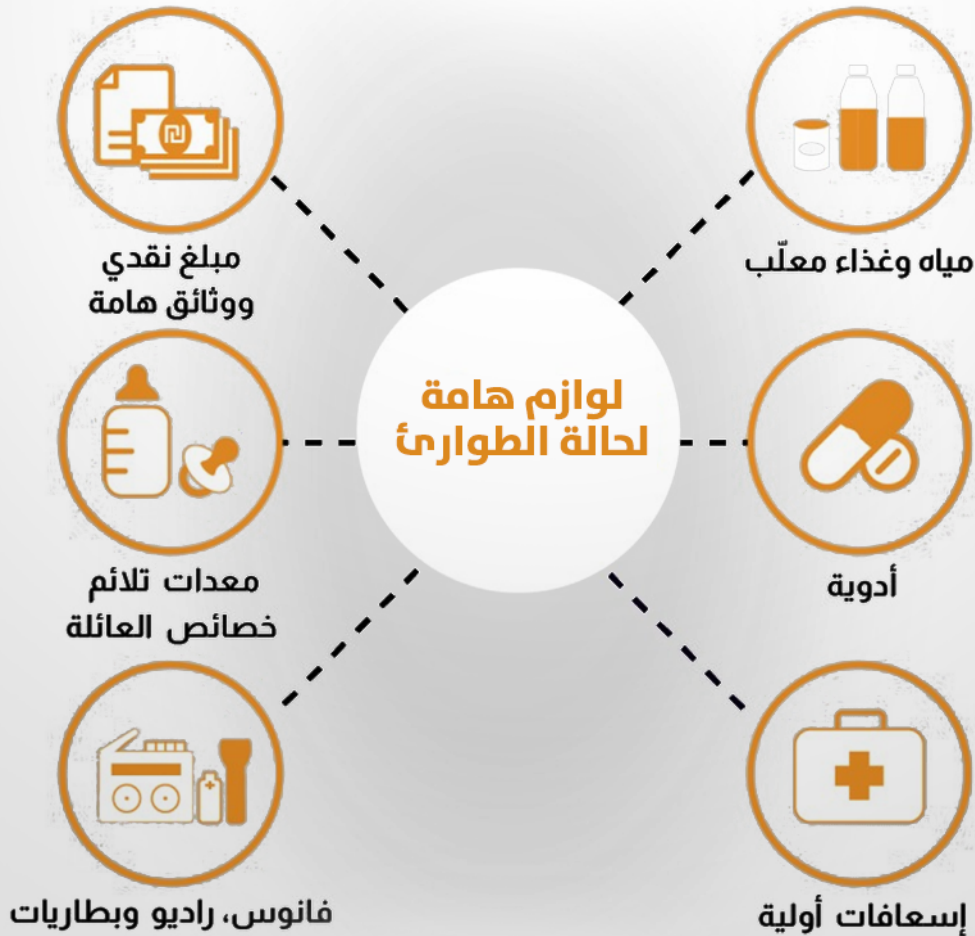 لوازم هامة
لحالة الطوارئ
مياه وغذاء معلّب
أدوية
إسعافات أولية
مبلغ نقدي
ووثائق هامة
معدات تلائم
خصائص العائلة
فانوس، راديو وبطاريات